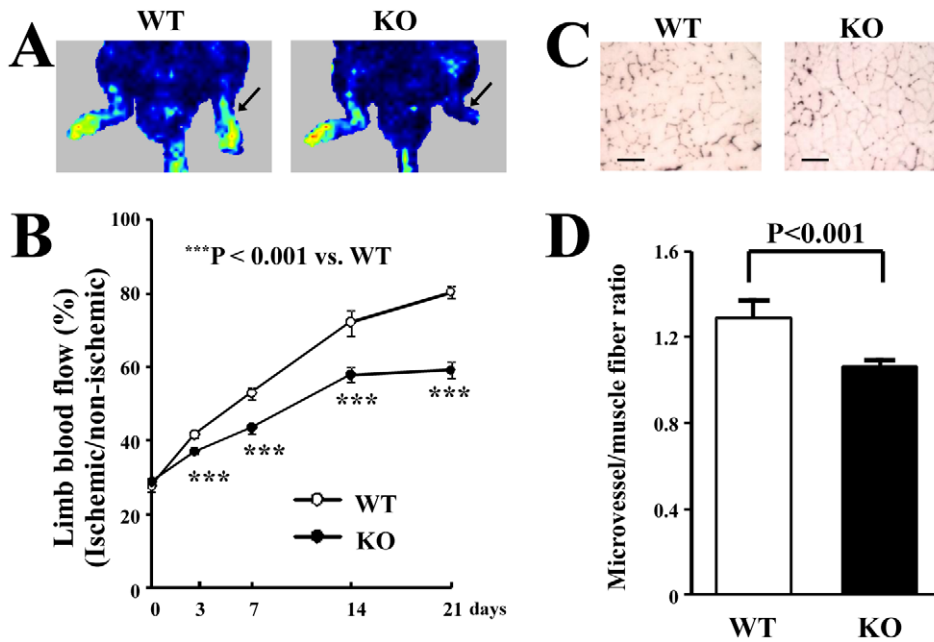 A
WT
KO
C
WT
KO
B
***P < 0.001 vs. WT
Limb blood flow (%)
(Ischemic/non-ischemic)
100
80
60
40
20
0
***
***
***
***
WT
KO
0 3 7 14 21 days
D
P<0.001
Microvessel/muscle fiber ratio
1.6
1.2
0.8
0.4
0.0
WT KO